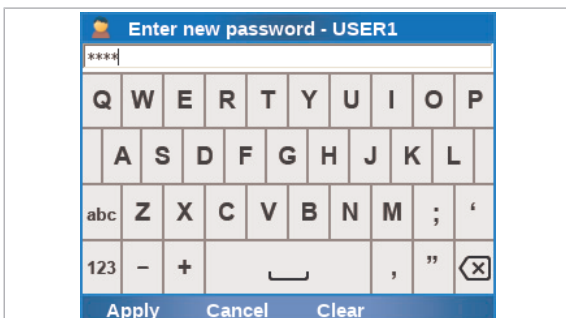 Enter new password - USER1
****
Q W E R T Y U I O P
A S D F G H J K L
abc Z X C V B N M ; ‘
123 - + , ”
Apply Cancel Clear